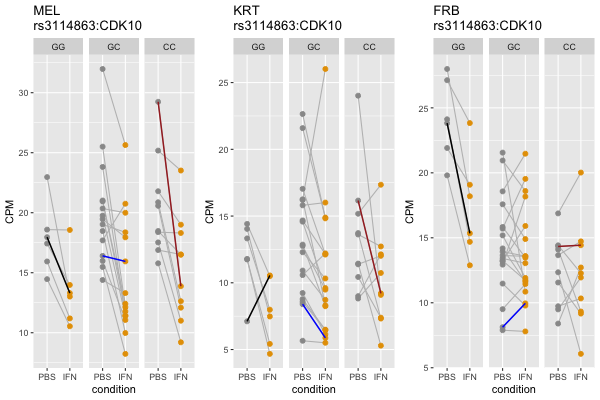 MEL
rs3114863:CDK10
GG GC CC
30
25
20
15
10
CPM
PBS IFN PBS IFN PBS IFN
condition
KRT
rs3114863:CDK10
GG GC CC
25
20
15
10
5
CPM
PBS IFN PBS IFN PBS IFN
condition
FRB
rs3114863:CDK10
GG GC CC
25
20
15
10
5
CPM
PBS IFN PBS IFN PBS IFN
condition